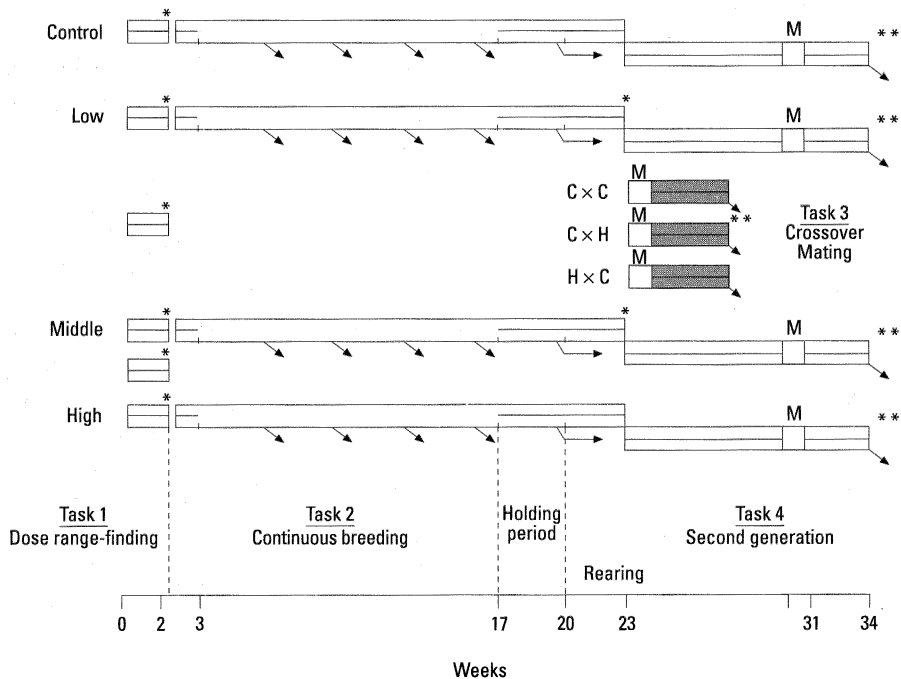 Control
*
M
* *
Low
*
*
M
* *
M
C × C
*
M
* *
C × H
Task 3
Crossover
Mating
M
H × C
Middle
*
*
M
* *
*
High
*
M
* *
Task 1
Dose range-finding
Task 2
Continuous breeding
Holding
period
Task 4
Second generation
Rearing
0 2 3 17 20 23 31 34
Weeks